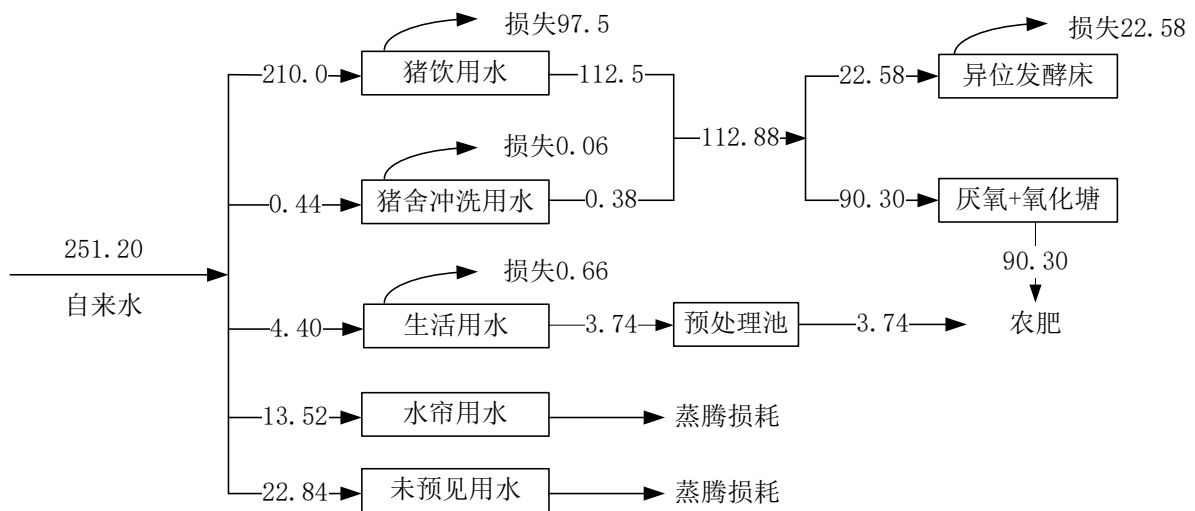 损失97.5
损失22.58
210.0
猪饮用水
112.5
22.58
异位发酵床
112.88
损失0.06
0.44
猪舍冲洗用水
0.38
90.30
厌氧+氧化塘
251.20
自来水
损失0.66
90.30
4.40
生活用水
3.74
预处理池
3.74
农肥
13.52
水帘用水
蒸腾损耗
22.84
未预见用水
蒸腾损耗